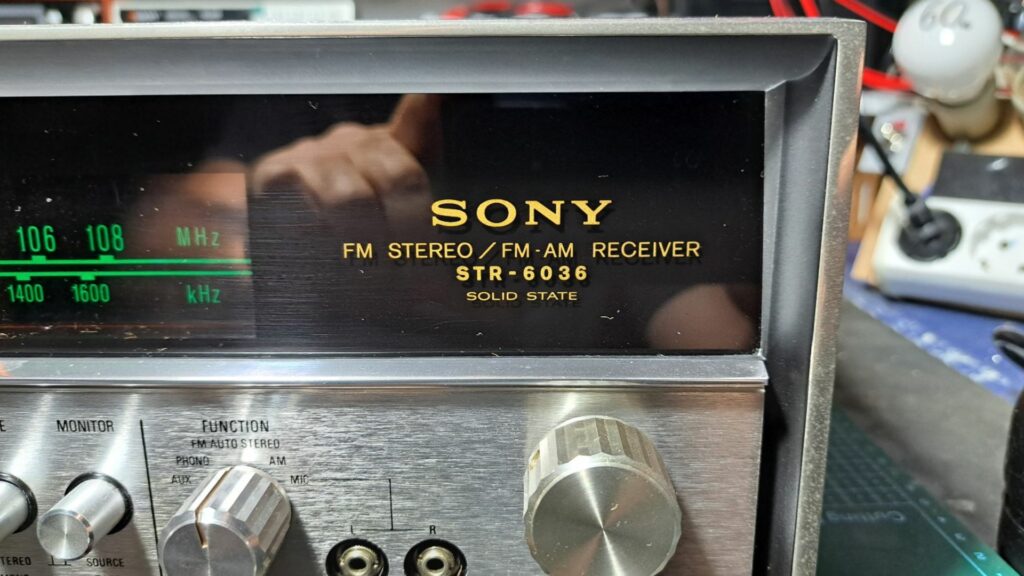 60
SONY
FM STEREO / FM-AM RECEIVER
STR-6036
SOLID STATE
106 108 MHz
1400 1600 kHz
MONITOR
FUNCTION
FM AUTO STEREO
PHONO AM
AUX MIC
L R
SOURCE